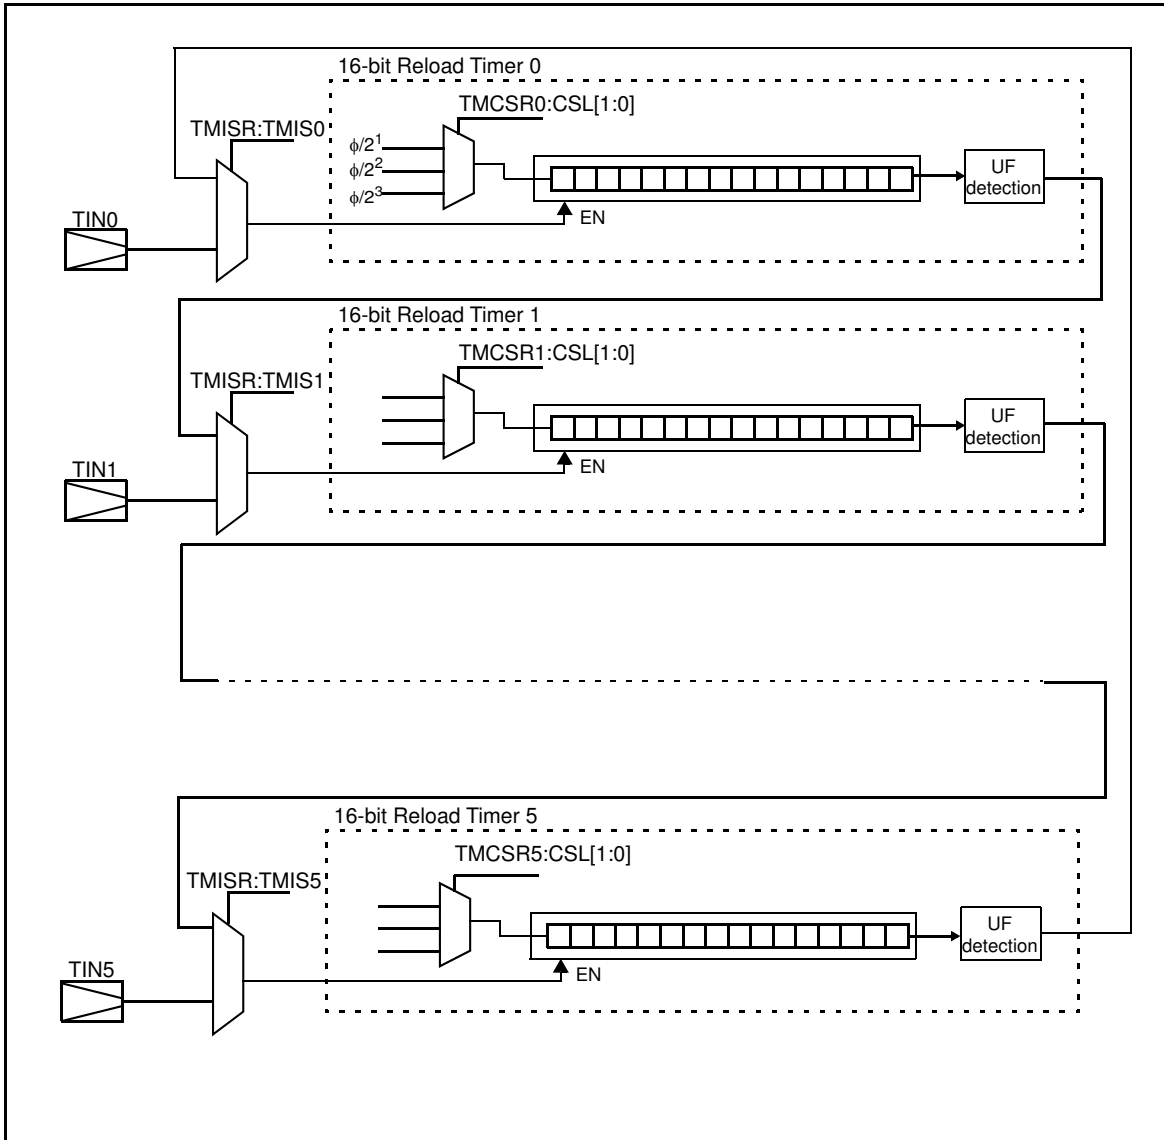 16-bit Reload Timer 0
TMCSR0:CSL[1:0]
TMISR:TMIS0
ϕ/2¹
ϕ/2²
ϕ/2³
UF
detection
TIN0
EN
16-bit Reload Timer 1
TMCSR1:CSL[1:0]
TMISR:TMIS1
UF
detection
TIN1
EN
16-bit Reload Timer 5
TMCSR5:CSL[1:0]
TMISR:TMIS5
UF
detection
TIN5
EN